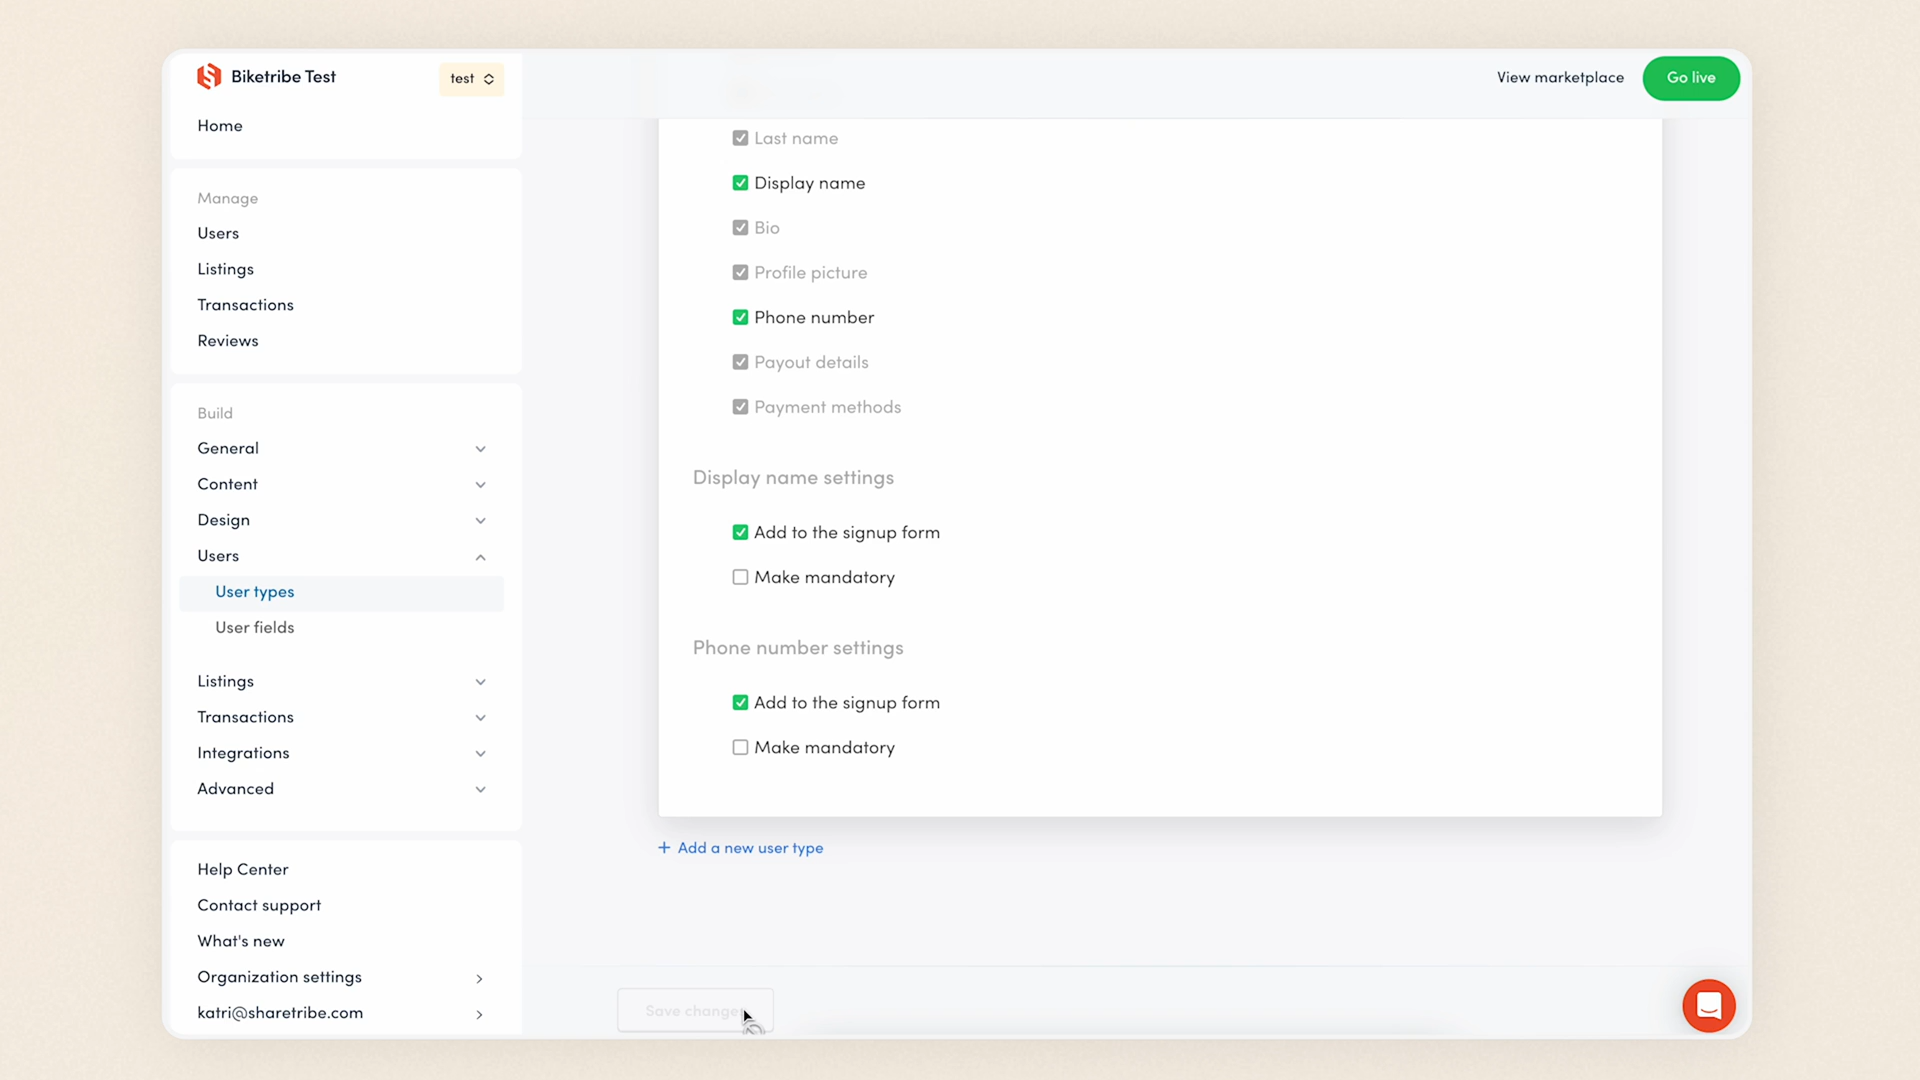 Biketribe Test
test
View marketplace
Go live
Home
Manage
Users
Listings
Transactions
Reviews
Build
General
Content
Design
Users
User types
User fields
Listings
Transactions
Integrations
Advanced
Help Center
Contact support
What's new
Organization settings
katri@sharetribe.com
Last name
Display name
Bio
Profile picture
Phone number
Payout details
Payment methods
Display name settings
Add to the signup form
Make mandatory
Phone number settings
Add to the signup form
Make mandatory
+ Add a new user type
Save changes